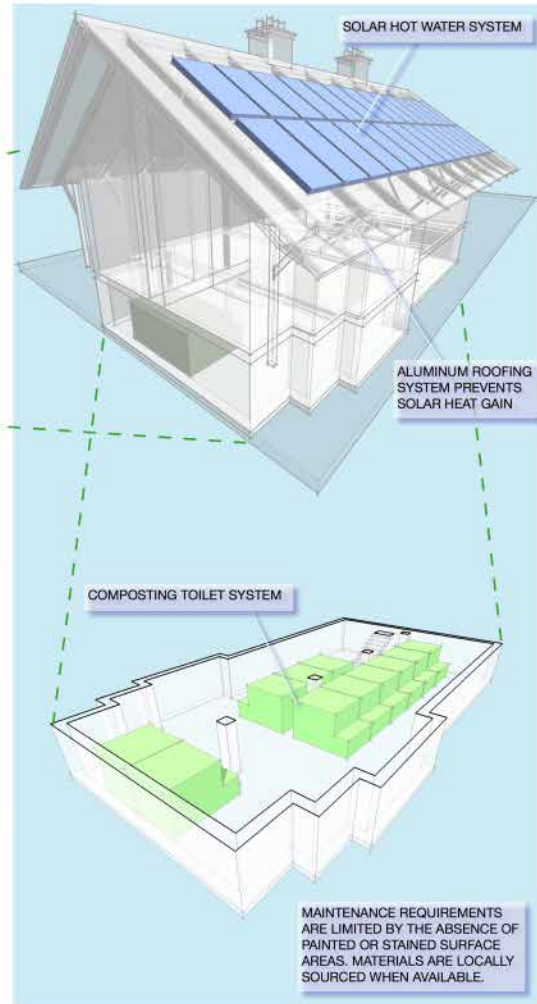 SOLAR HOT WATER SYSTEM
ALUMINUM ROOFING
SYSTEM PREVENTS
SOLAR HEAT GAIN
COMPOSTING TOILET SYSTEM
MAINTENANCE REQUIREMENTS
ARE LIMITED BY THE ABSENCE OF
PAINTED OR STAINED SURFACE
AREAS. MATERIALS ARE LOCALLY
SOURCED WHEN AVAILABLE.